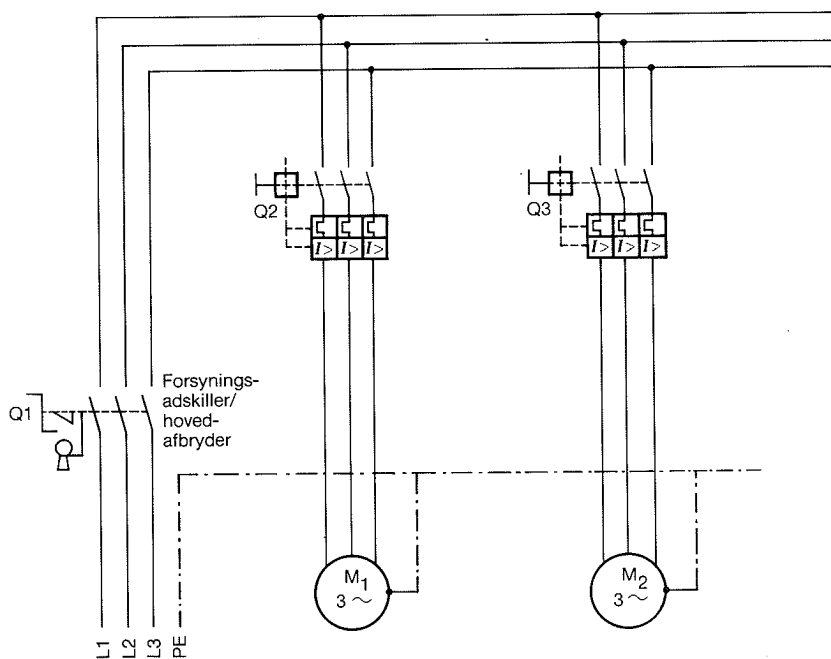 Q2
I> I> I>
Q3
I> I> I>
Q1
Forsynings-
adskiller/
hoved-
afbryder
M1
3 ~
M2
3 ~
L1
L2
L3
PE